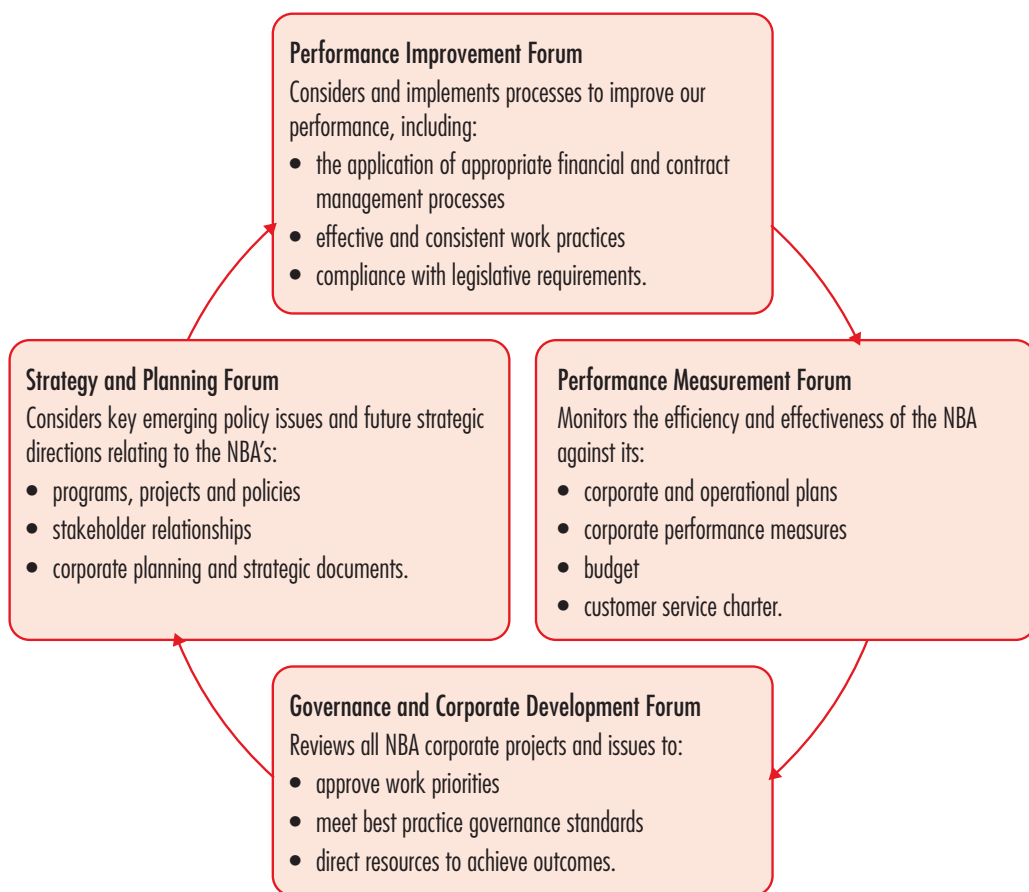 Performance Improvement Forum
Considers and implements processes to improve our
performance, including:
• the application of appropriate financial and contract
management processes
• effective and consistent work practices
• compliance with legislative requirements.
Strategy and Planning Forum
Considers key emerging policy issues and future strategic
directions relating to the NBA’s:
• programs, projects and policies
• stakeholder relationships
• corporate planning and strategic documents.
Performance Measurement Forum
Monitors the efficiency and effectiveness of the NBA
against its:
• corporate and operational plans
• corporate performance measures
• budget
• customer service charter.
Governance and Corporate Development Forum
Reviews all NBA corporate projects and issues to:
• approve work priorities
• meet best practice governance standards
• direct resources to achieve outcomes.